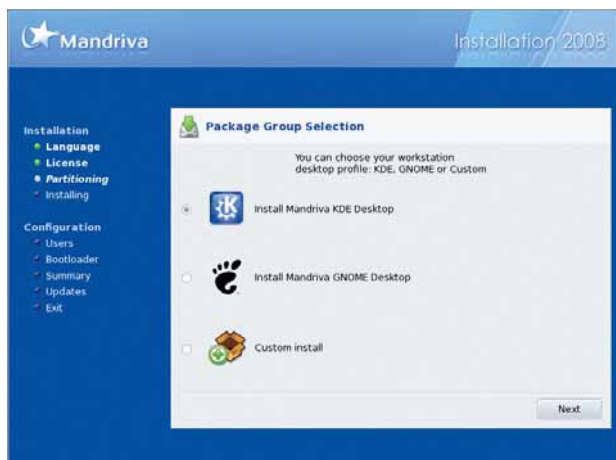 Mandriva
Installation 2008
Installation
Language
License
Partitioning
Installing
Configuration
Users
Bootloader
Summary
Updates
Exit
Package Group Selection
You can choose your workstation
desktop profile: KDE, GNOME or Custom
Install Mandriva KDE Desktop
Install Mandriva GNOME Desktop
Custom install
Next